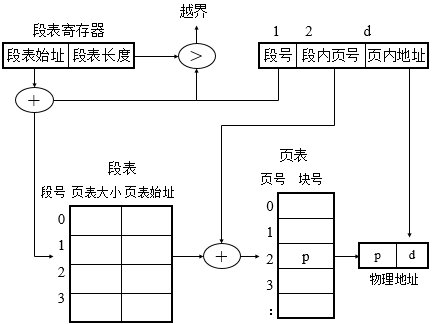 段表寄存器
越界
1 2 d
段表始址 段表长度
>
段号 段内页号 页内地址
+
段表
页表
段号 页表大小 页表始址
页号 块号
0
1
2
3
+
0
1
2 p
3
:
p d
物理地址